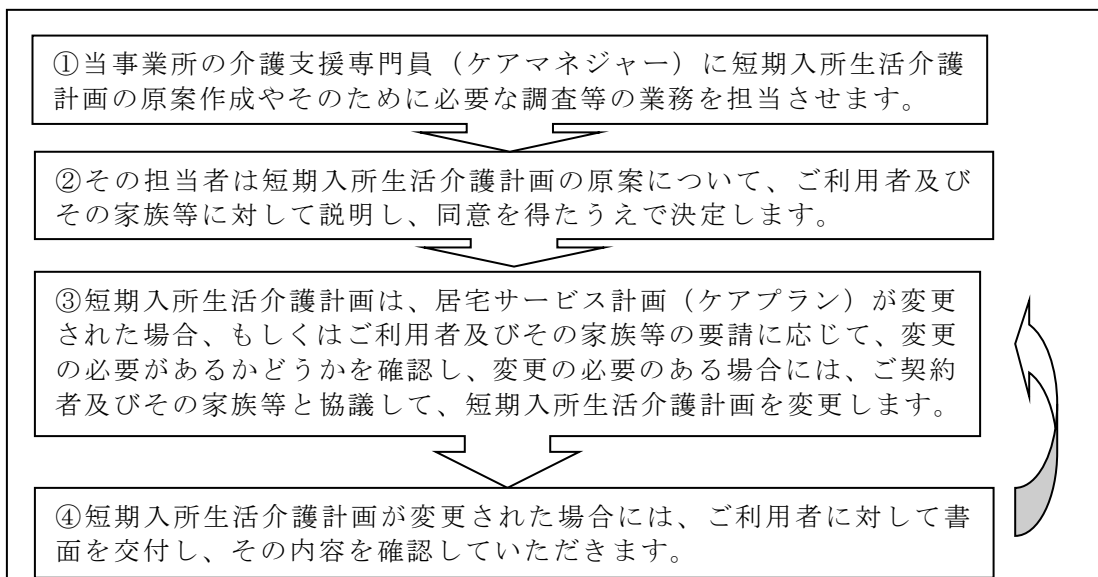 ①当事業所の介護支援専門員（ケアマネジャー）に短期入所生活介護
計画の原案作成やそのために必要な調査等の業務を担当させます。
②その担当者は短期入所生活介護計画の原案について、ご利用者及び
その家族等に対して説明し、同意を得たうえで決定します。
③短期入所生活介護計画は、居宅サービス計画（ケアプラン）が変更
された場合、もしくはご利用者及びその家族等の要請に応じて、変更
の必要があるかどうかを確認し、変更の必要のある場合には、ご契約
者及びその家族等と協議して、短期入所生活介護計画を変更します。
④短期入所生活介護計画が変更された場合には、ご利用者に対して書
面を交付し、その内容を確認していただきます。